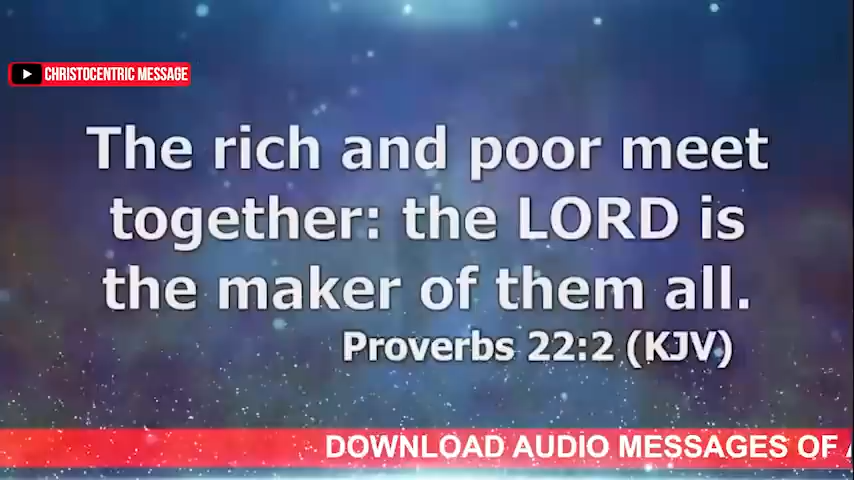 CHRISTOCENTRIC MESSAGE
The rich and poor meet
together: the LORD is
the maker of them all.
Proverbs 22:2 (KJV)
DOWNLOAD AUDIO MESSAGES OF